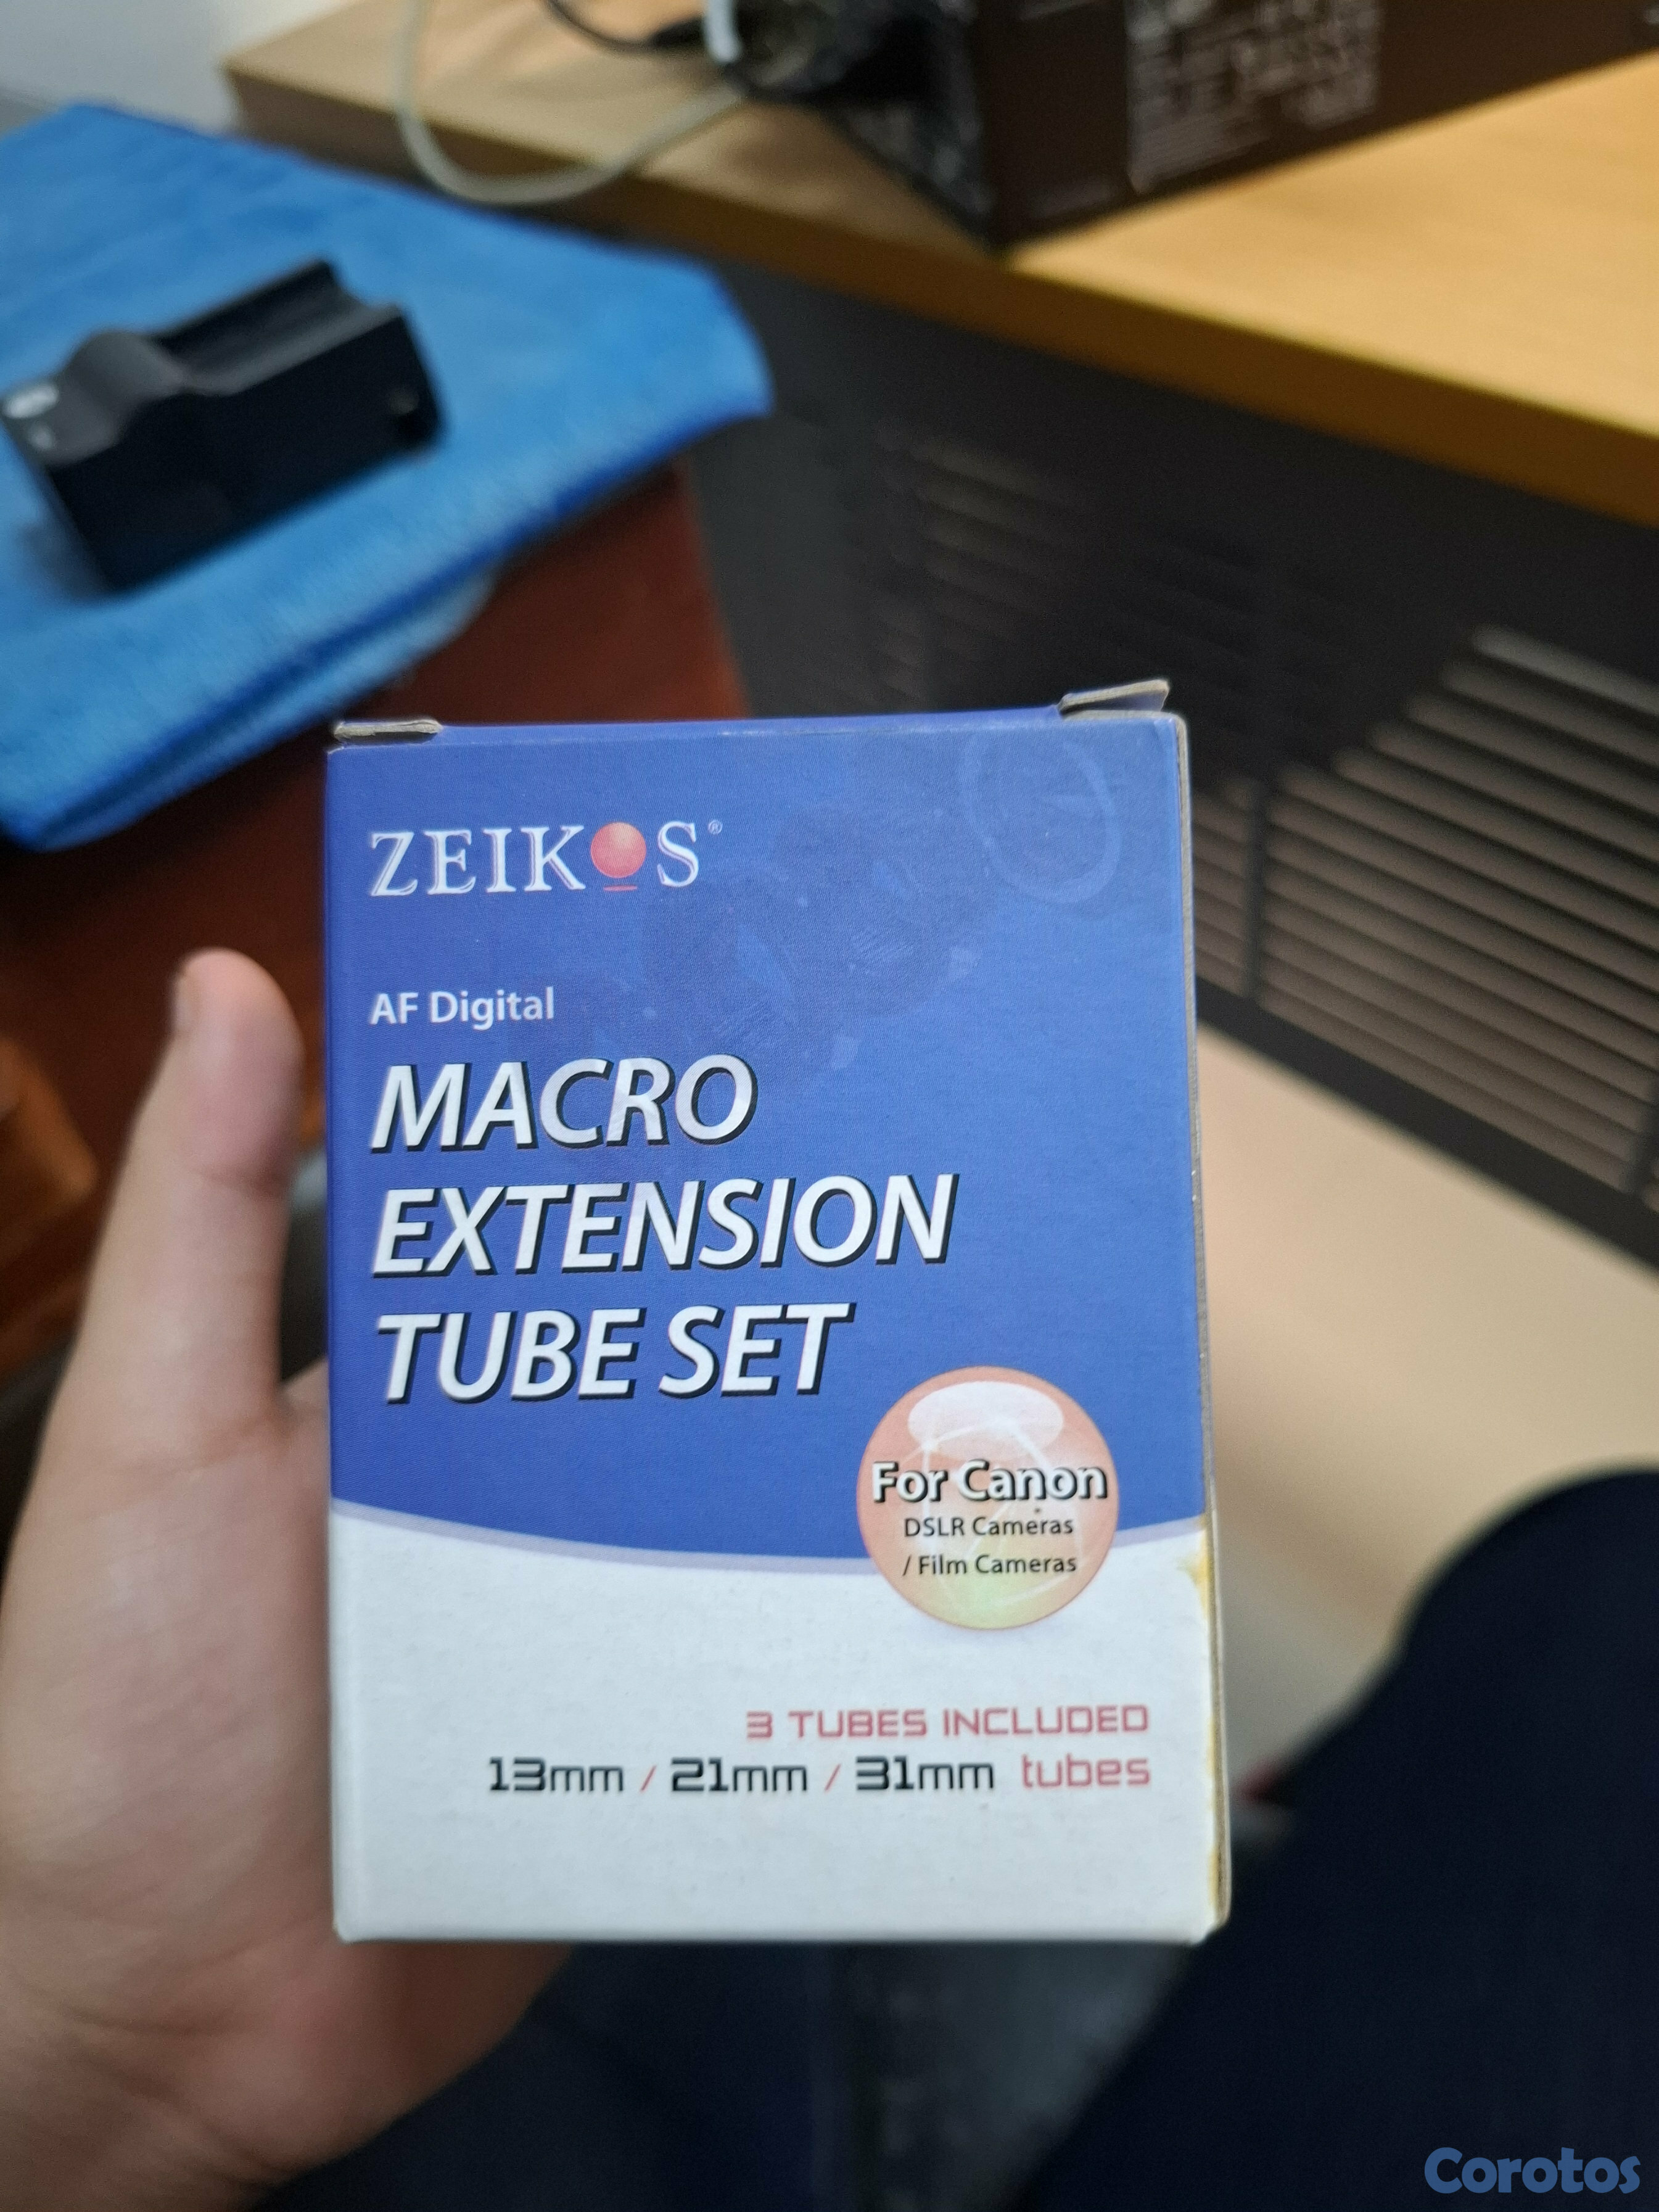 ZEIKOS®
AF Digital
MACRO
EXTENSION
TUBE SET
For Canon
DSLR Cameras
/ Film Cameras
3 TUBES INCLUDED
13mm / 21mm / 31mm tubes
Corotos